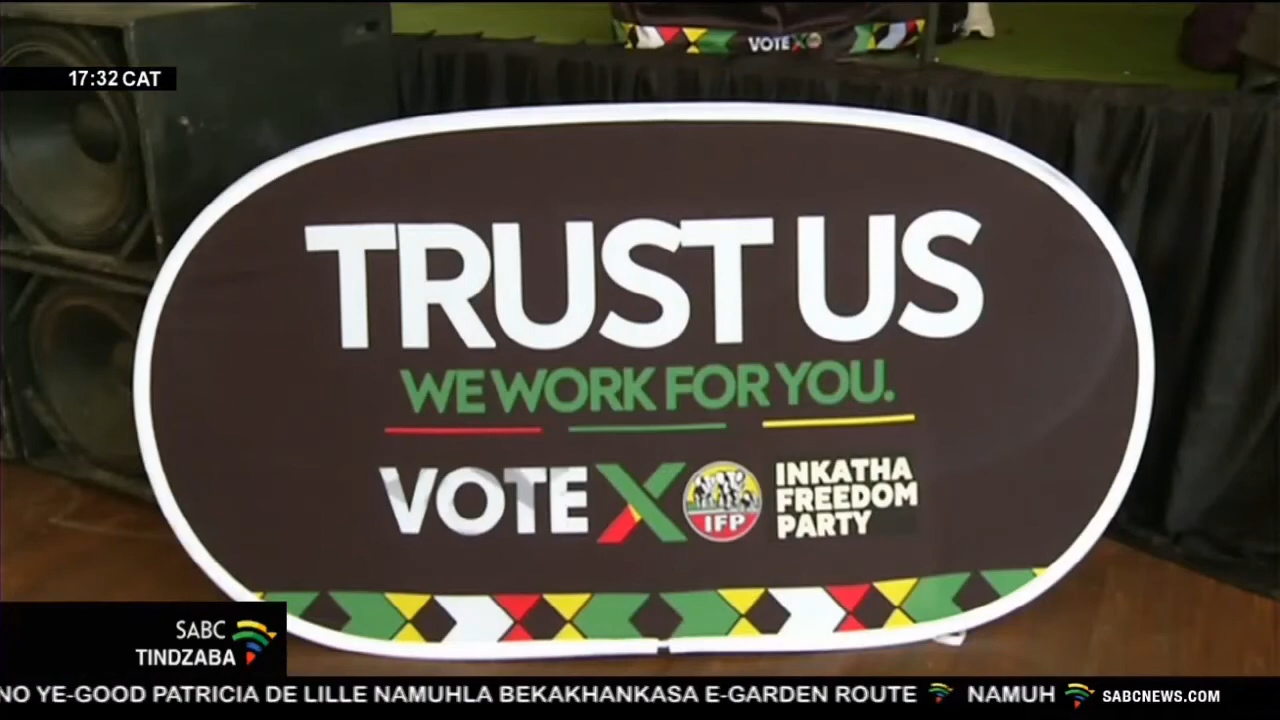 VOTE X
17:32 CAT
TRUST US
WE WORK FOR YOU.
VOTE X IFP INKATHA
FREEDOM
PARTY
SABC
TINDZABA
NO YE-GOOD PATRICIA DE LILLE NAMUHLA BEKAKHANKASA E-GARDEN ROUTE NAMUH SABCNEWS.COM